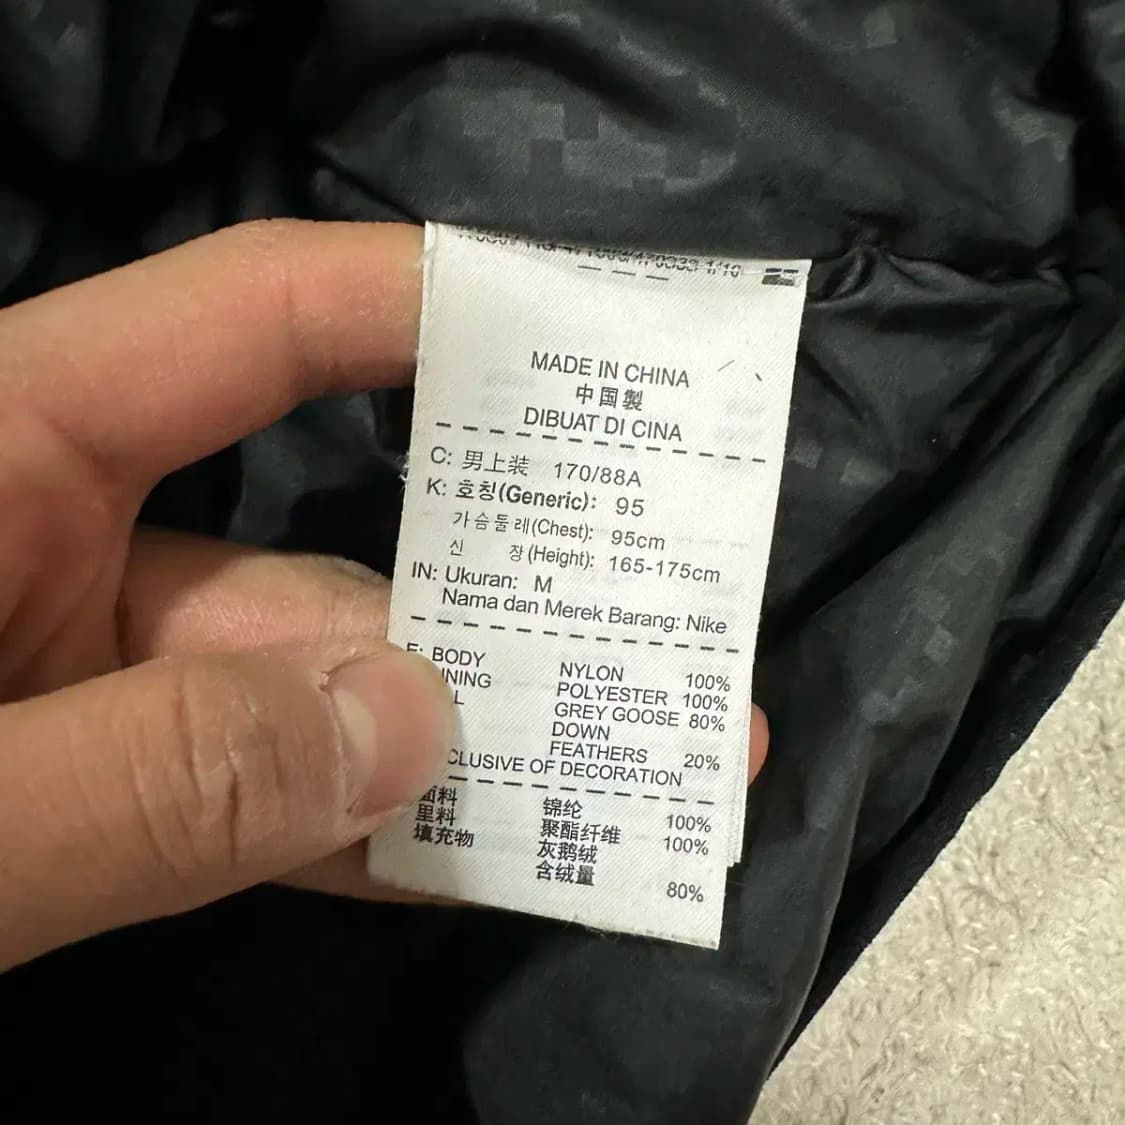 MADE IN CHINA
中国製
DIBUAT DI CINA
C: 男上装 170/88A
K: 호칭(Generic): 95
가슴둘레(Chest): 95cm
신 장(Height): 165-175cm
IN: Ukuran: M
Nama dan Merek Barang: Nike
BODY NYLON 100%
INING POLYESTER 100%
L GREY GOOSE 80%
DOWN
FEATHERS 20%
CLUSIVE OF DECORATION
面料 锦纶 100%
里料 聚酯纤维 100%
填充物 灰鹅绒
含绒量 80%